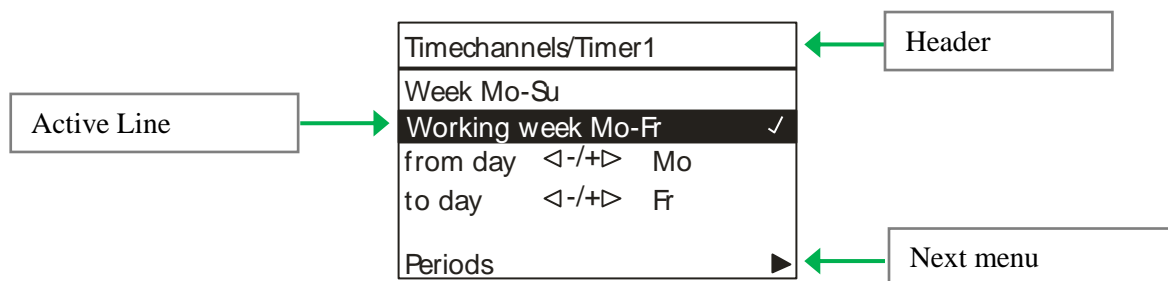 Timechannels/Timer1
Header
Week Mo-Su
Active Line
Working week Mo-Fr ✓
from day ◁-/+▷ Mo
to day ◁-/+▷ Fr
Periods ▶
Next menu